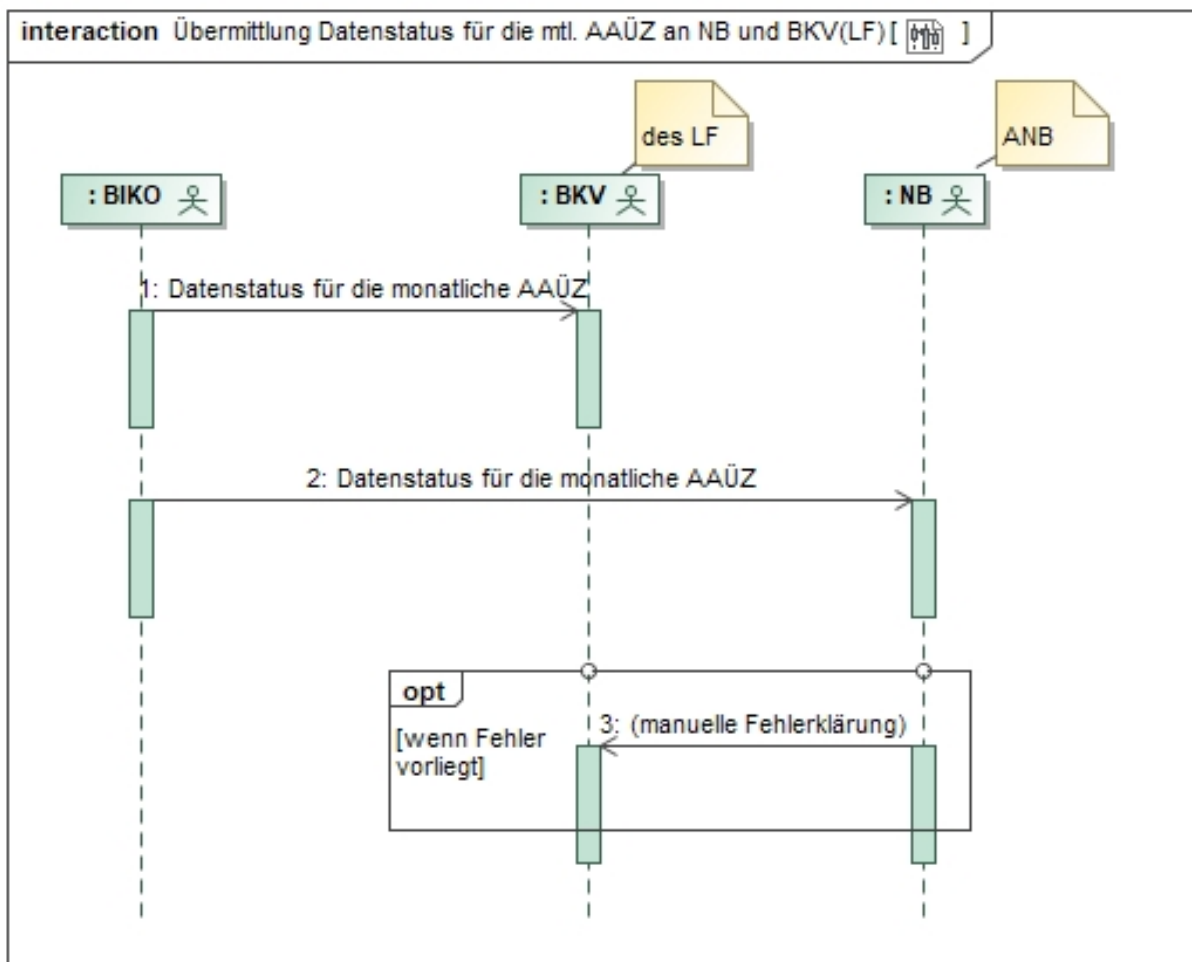 interaction Übermittlung Datenstatus für die mtl. AAÜZ an NB und BKV(LF) [ ]
des LF
ANB
: BIKO
: BKV
: NB
1: Datenstatus für die monatliche AAÜZ
2: Datenstatus für die monatliche AAÜZ
opt
3: (manuelle Fehlerklärung)
[wenn Fehler
vorliegt]